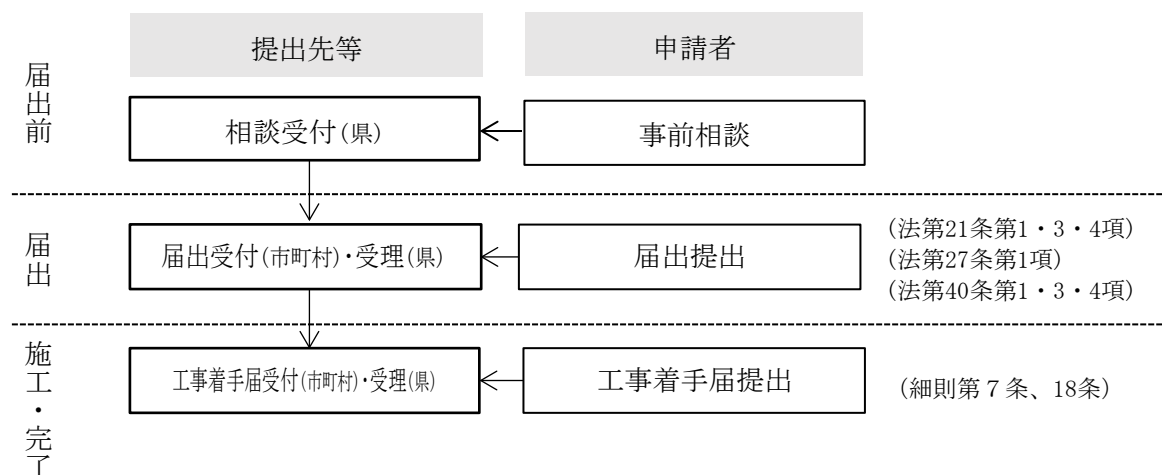 提出先等
申請者
届出前
相談受付(県)
事前相談
届出
届出受付(市町村)・受理(県)
届出提出
(法第21条第1・3・4項)
(法第27条第1項)
(法第40条第1・3・4項)
施工・完了
工事着手届受付(市町村)・受理(県)
工事着手届提出
(細則第７条、18条)